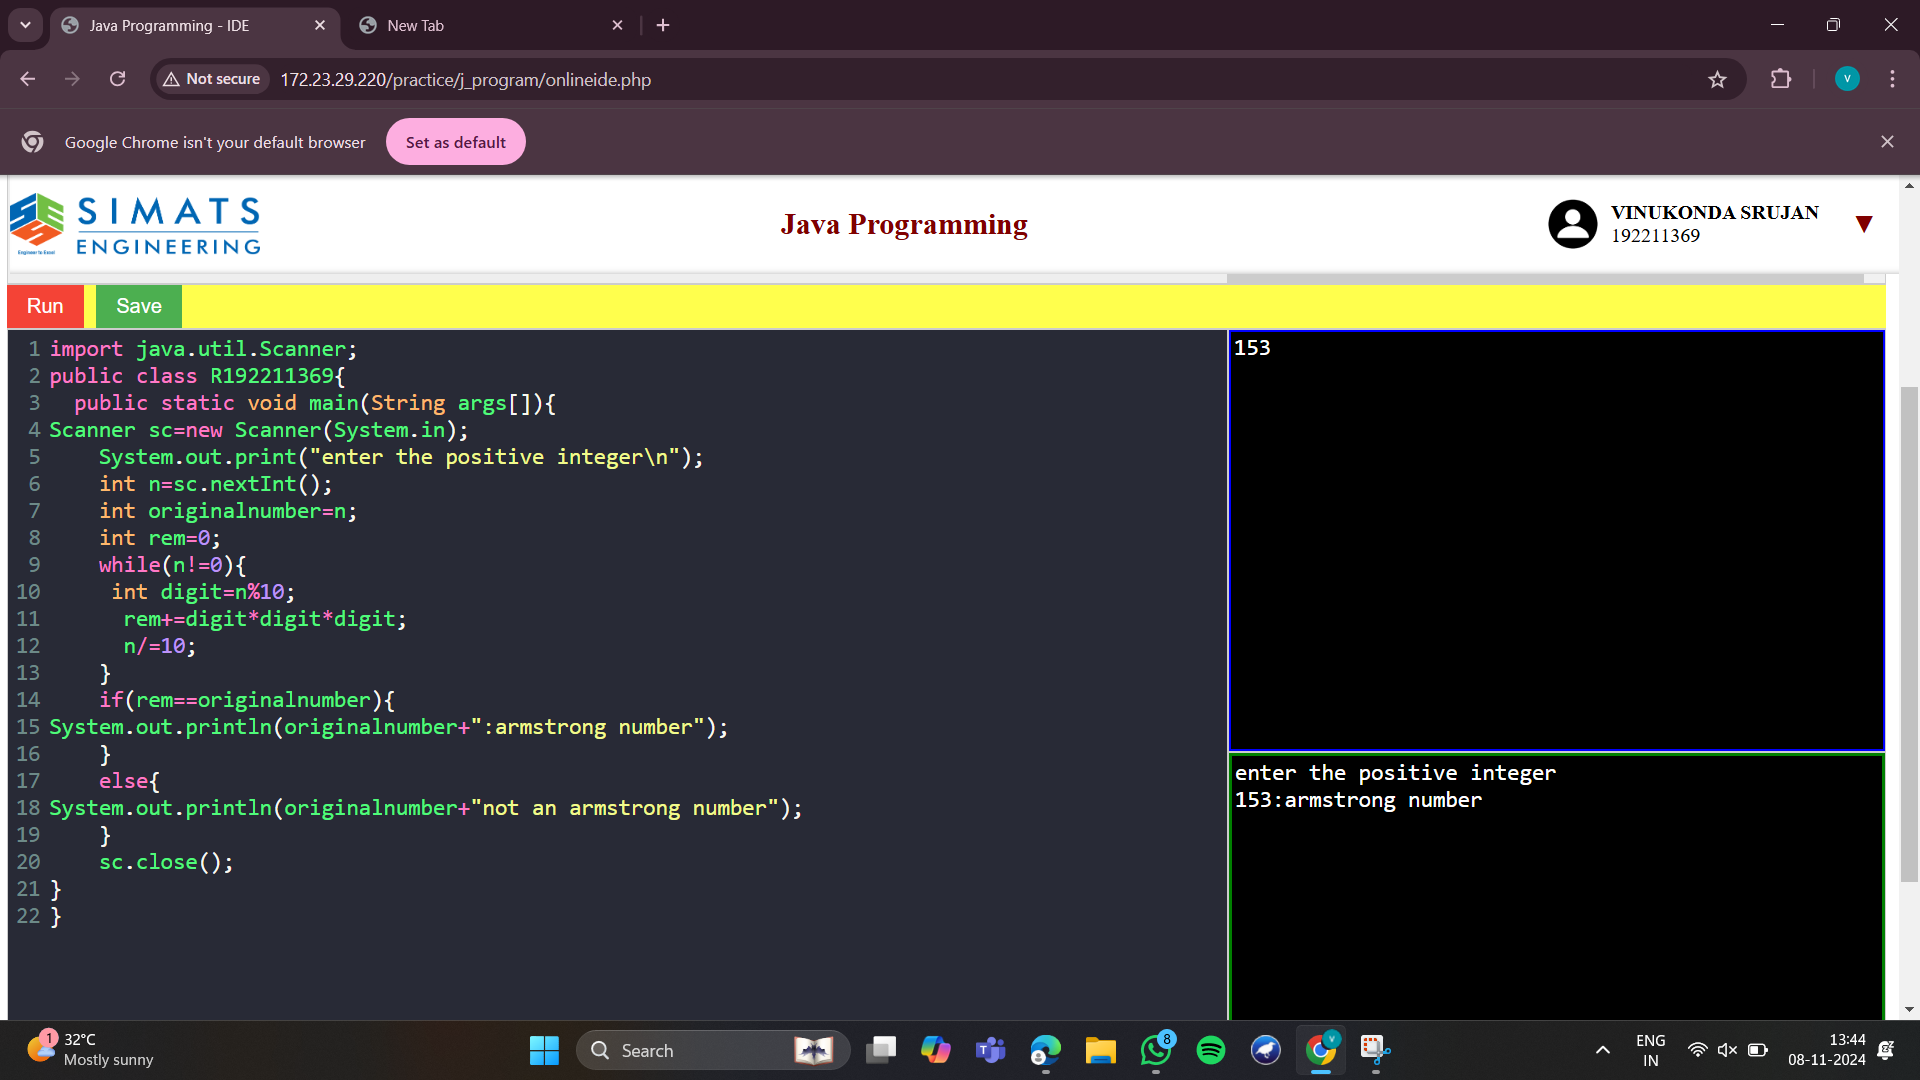 Java Programming - IDE
New Tab
Not secure
172.23.29.220/practice/j_program/onlineide.php
V
Google Chrome isn't your default browser
Set as default
SIMATS
ENGINEERING
Engineer to Excel
Java Programming
VINUKONDA SRUJAN
192211369
Run
Save
1 import java.util.Scanner;
2 public class R192211369{
3 public static void main(String args[]){
4 Scanner sc=new Scanner(System.in);
5 System.out.print("enter the positive integer\n");
6 int n=sc.nextInt();
7 int originalnumber=n;
8 int rem=0;
9 while(n!=0){
10 int digit=n%10;
11 rem+=digit*digit*digit;
12 n/=10;
13 }
14 if(rem==originalnumber){
15 System.out.println(originalnumber+":armstrong number");
16 }
17 else{
18 System.out.println(originalnumber+"not an armstrong number");
19 }
20 sc.close();
21 }
22 }
153
enter the positive integer
153:armstrong number
1
32°C
Mostly sunny
Search
8
V
ENG
IN
13:44
08-11-2024